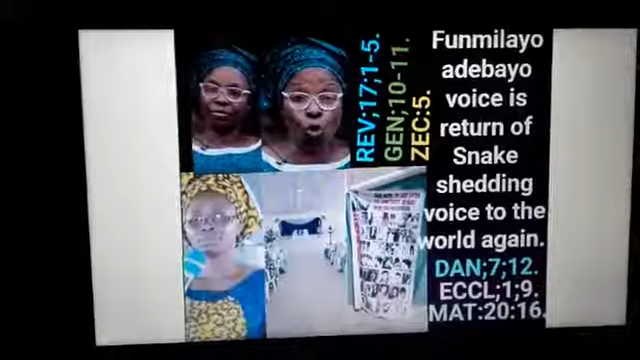 REV;17;1-5.
GEN;10-11.
ZEC:5.
Funmilayo
adebayo
voice is
return of
Snake
shedding
voice to the
world again.
DAN;7;12.
ECCL;1;9.
MAT:20:16.